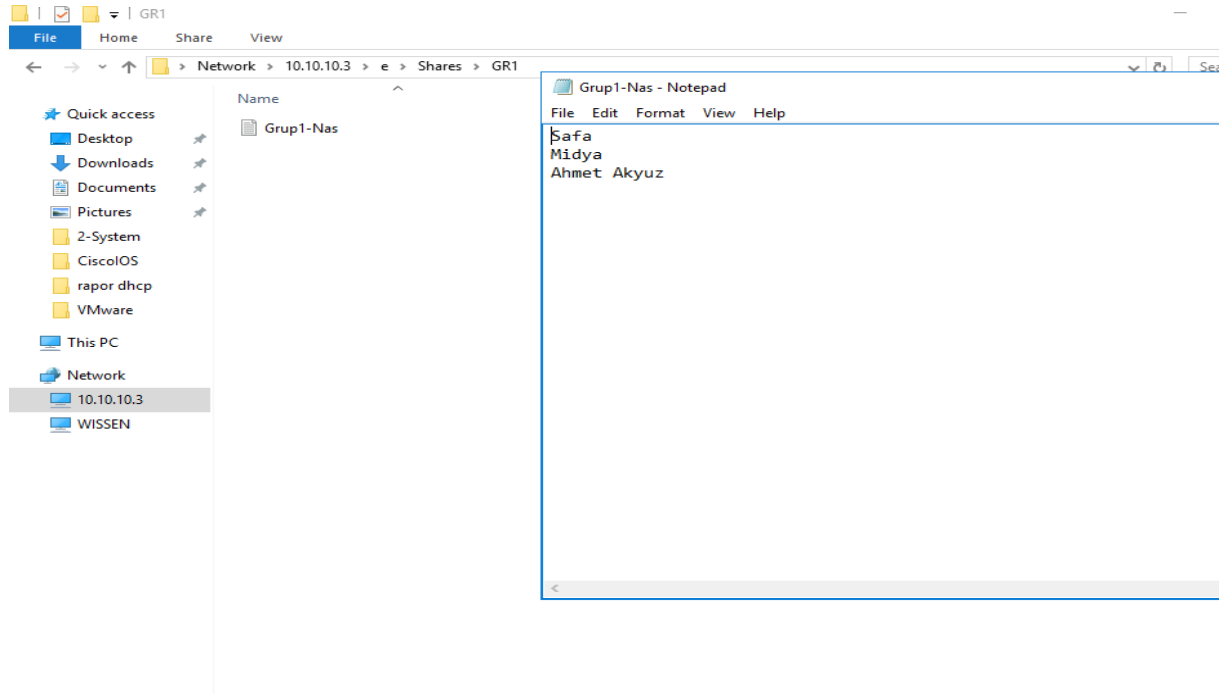 GR1
File Home Share View
Network > 10.10.10.3 > e > Shares > GR1
Sea
Name
Grup1-Nas
Quick access
Desktop
Downloads
Documents
Pictures
2-System
CiscoIOS
rapor dhcp
VMware
This PC
Network
10.10.10.3
WISSEN
Grup1-Nas - Notepad
File Edit Format View Help
Safa
Midya
Ahmet Akyuz